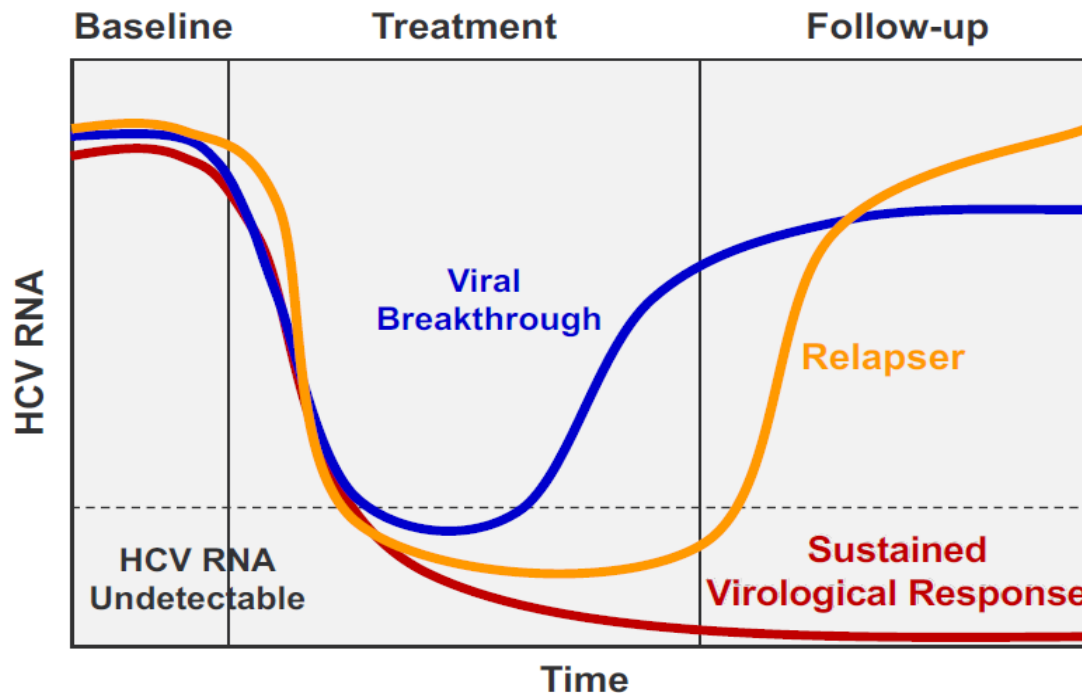 Baseline
Treatment
Follow-up
HCV RNA
Viral
Breakthrough
Relapser
HCV RNA
Undetectable
Sustained
Virological Response
Time